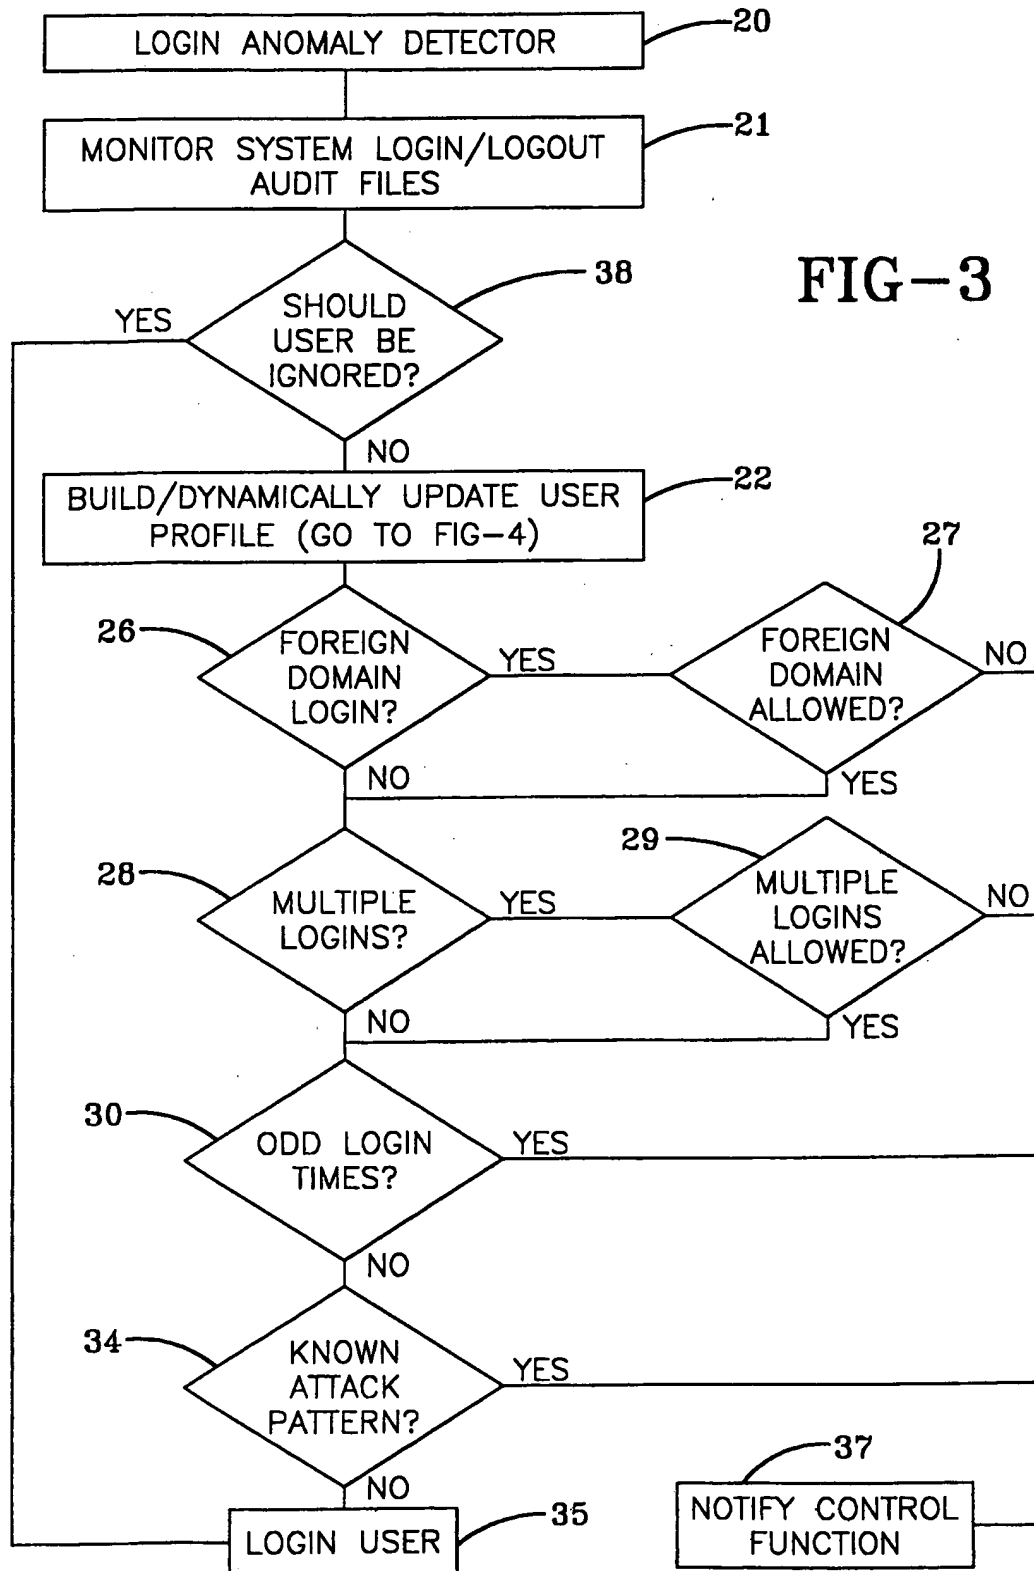 LOGIN ANOMALY DETECTOR
20
MONITOR SYSTEM LOGIN/LOGOUT
AUDIT FILES
21
FIG-3
SHOULD
USER BE
IGNORED?
38
YES
NO
BUILD/DYNAMICALLY UPDATE USER
PROFILE (GO TO FIG-4)
22
26
FOREIGN
DOMAIN
LOGIN?
YES
NO
27
FOREIGN
DOMAIN
ALLOWED?
NO
YES
28
MULTIPLE
LOGINS?
YES
NO
29
MULTIPLE
LOGINS
ALLOWED?
NO
YES
30
ODD LOGIN
TIMES?
YES
NO
34
KNOWN
ATTACK
PATTERN?
YES
NO
LOGIN USER
35
37
NOTIFY CONTROL
FUNCTION